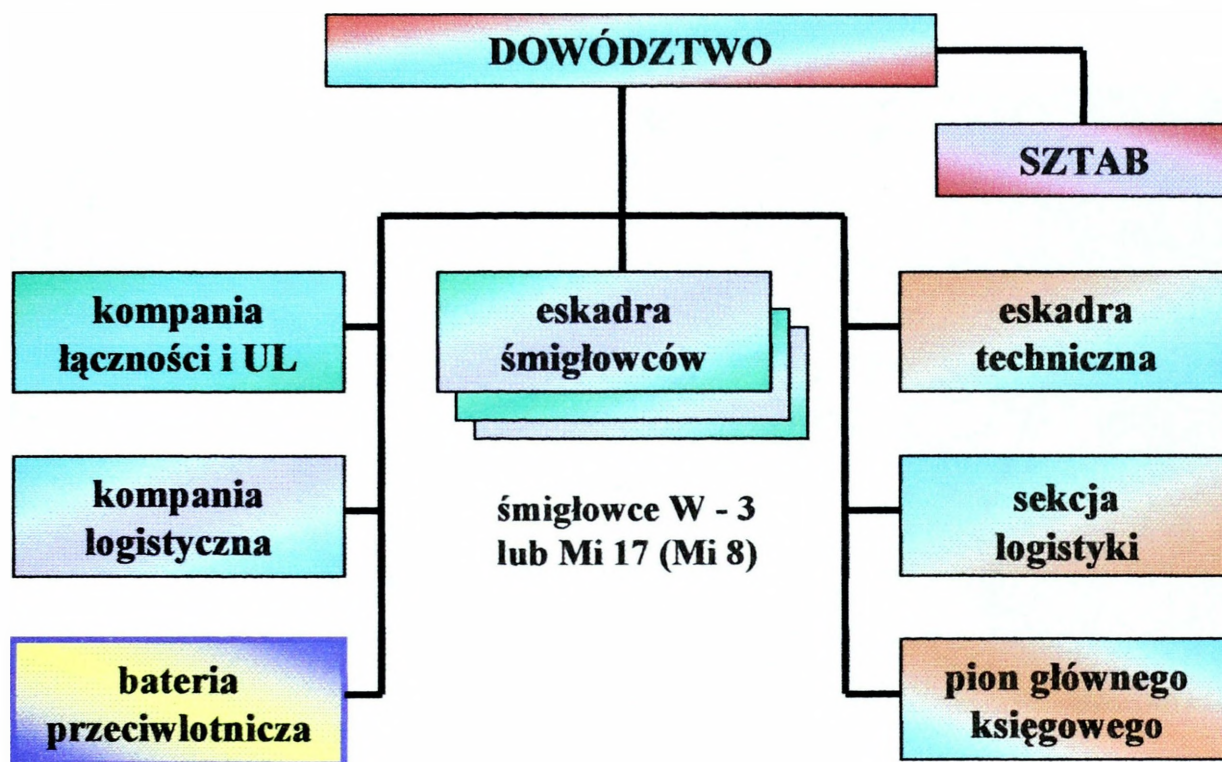 DOWÓDZTWO
SZTAB
kompania
łączności i UL
eskadra
śmigłowców
eskadra
techniczna
kompania
logistyczna
śmigłowce W - 3
lub Mi 17 (Mi 8)
sekcja
logistyki
bateria
przeciwlotnicza
pion głównego
księgowego